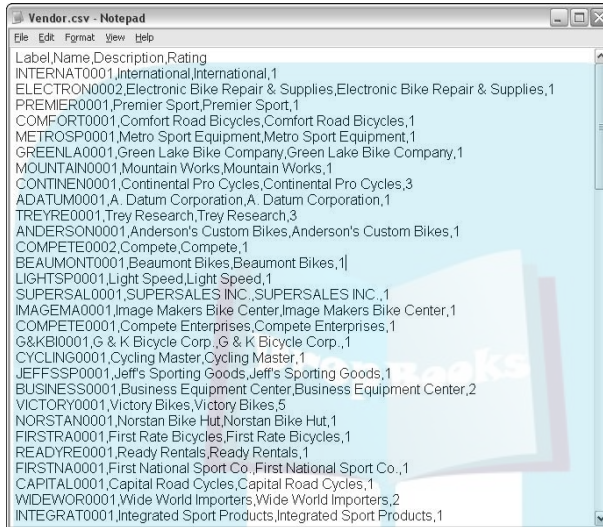 Vendor.csv - Notepad
File Edit Format View Help
Label,Name,Description,Rating
INTERNAT0001,International,International,1
ELECTRON0002,Electronic Bike Repair & Supplies,Electronic Bike Repair & Supplies,1
PREMIER0001,Premier Sport,Premier Sport,1
COMFORT0001,Comfort Road Bicycles,Comfort Road Bicycles,1
METROSP0001,Metro Sport Equipment,Metro Sport Equipment,1
GREENLA0001,Green Lake Bike Company,Green Lake Bike Company,1
MOUNTAIN0001,Mountain Works,Mountain Works,1
CONTINEN0001,Continental Pro Cycles,Continental Pro Cycles,3
ADATUM0001,A. Datum Corporation,A. Datum Corporation,1
TREYRE0001,Trey Research,Trey Research,3
ANDERSON0001,Anderson's Custom Bikes,Anderson's Custom Bikes,1
COMPETE0002,Compete,Compete,1
BEAUMONT0001,Beaumont Bikes,Beaumont Bikes,1
LIGHTSP0001,Light Speed,Light Speed,1
SUPERSAL0001,SUPERSALES INC.,SUPERSALES INC.,1
IMAGEMA0001,Image Makers Bike Center,Image Makers Bike Center,1
COMPETE0001,Compete Enterprises,Compete Enterprises,1
G&KBI0001,G & K Bicycle Corp.,G & K Bicycle Corp.,1
CYCLING0001,Cycling Master,Cycling Master,1
JEFFSSP0001,Jeff's Sporting Goods,Jeff's Sporting Goods,1
BUSINESS0001,Business Equipment Center,Business Equipment Center,2
VICTORY0001,Victory Bikes,Victory Bikes,5
NORSTAN0001,Norstan Bike Hut,Norstan Bike Hut,1
FIRSTRA0001,First Rate Bicycles,First Rate Bicycles,1
READYRE0001,Ready Rentals,Ready Rentals,1
FIRSTNA0001,First National Sport Co.,First National Sport Co.,1
CAPITAL0001,Capital Road Cycles,Capital Road Cycles,1
WIDEWOR0001,Wide World Importers,Wide World Importers,2
INTEGRAT0001,Integrated Sport Products,Integrated Sport Products,1